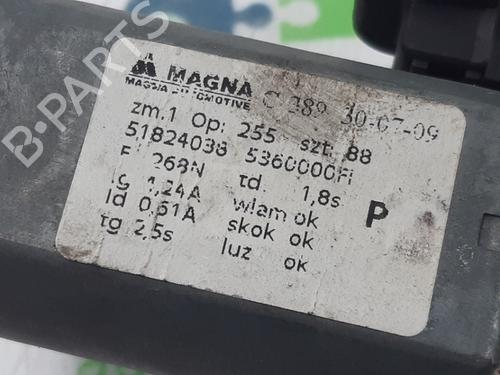 MAGNA
MAGNA AUTOMOTIVE
C 289 30-07-09
zm.1 Op: 255 szt: 88
51824038 5360000Fi
F 268N td. 1,8s
Ig 1,24A wlam ok
Id 0,61A skok ok
tg 2,5s luz ok
P
B-PARTS